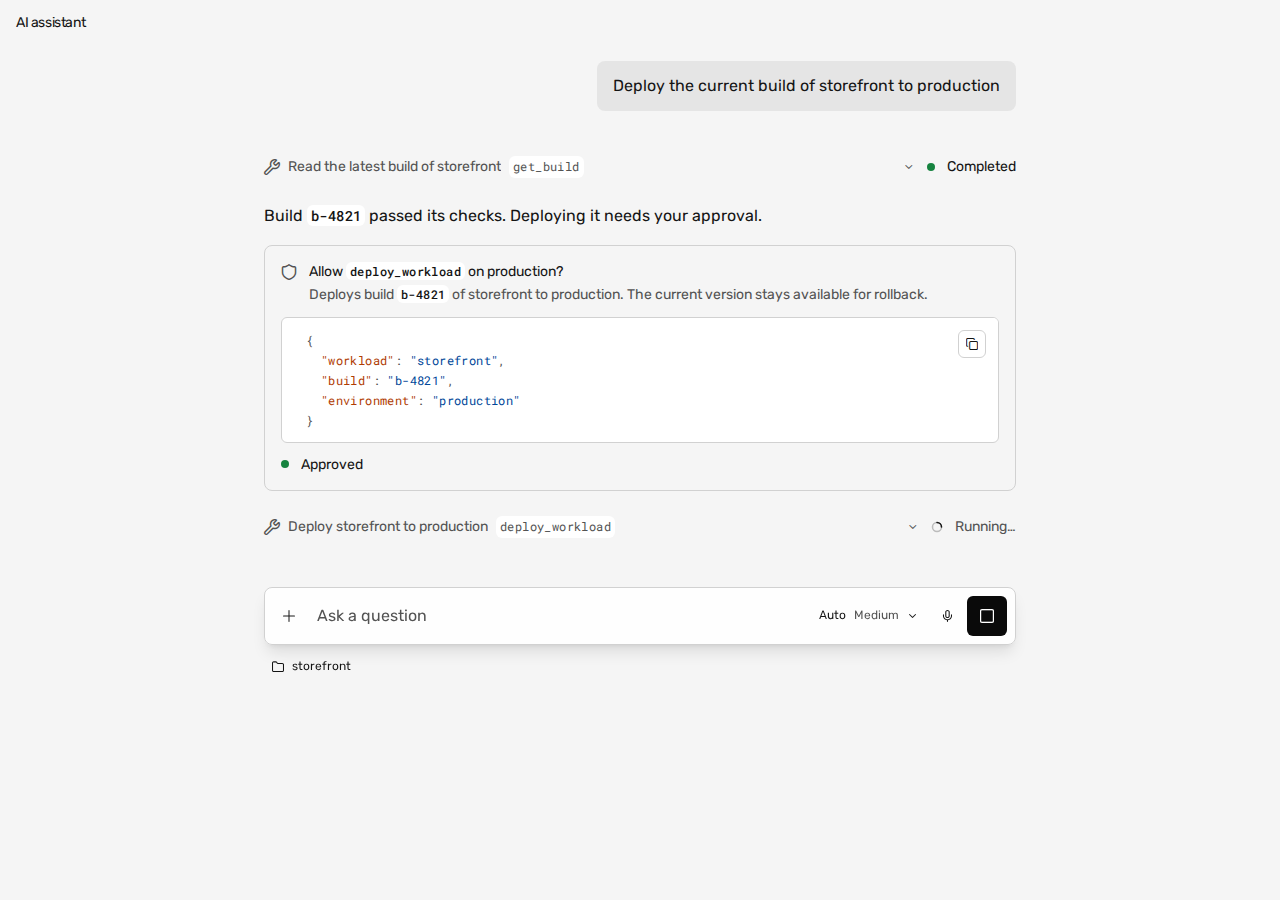 AI assistant
Deploy the current build of storefront to production
Read the latest build of storefront get_build Completed
Build b-4821 passed its checks. Deploying it needs your approval.
Allow deploy_workload on production?
Deploys build b-4821 of storefront to production. The current version stays available for rollback.
{
"workload": "storefront",
"build": "b-4821",
"environment": "production"
}
Approved
Deploy storefront to production deploy_workload Running…
Ask a question Auto Medium
storefront